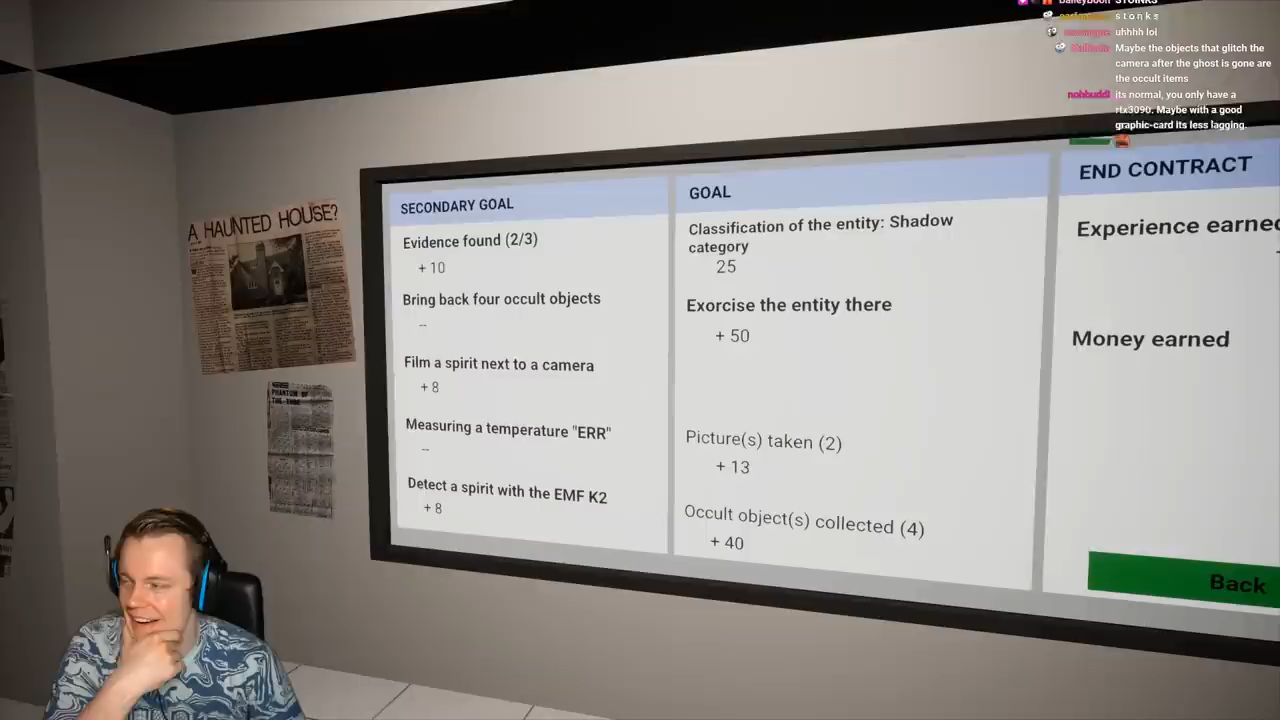 STOINKS
s t o n k s
uhhhh lol
Maybe the objects that glitch the
camera after the ghost is gone are
the occult items
nohbuddi its normal, you only have a
rtx3090. Maybe with a good
graphic-card its less lagging.
A HAUNTED HOUSE?
PHANTOM OF
SECONDARY GOAL
Evidence found (2/3)
+ 10
Bring back four occult objects
--
Film a spirit next to a camera
+ 8
Measuring a temperature "ERR"
--
Detect a spirit with the EMF K2
+ 8
GOAL
Classification of the entity: Shadow
category
25
Exorcise the entity there
+ 50
Picture(s) taken (2)
+ 13
Occult object(s) collected (4)
+ 40
END CONTRACT
Experience earned
Money earned
Back